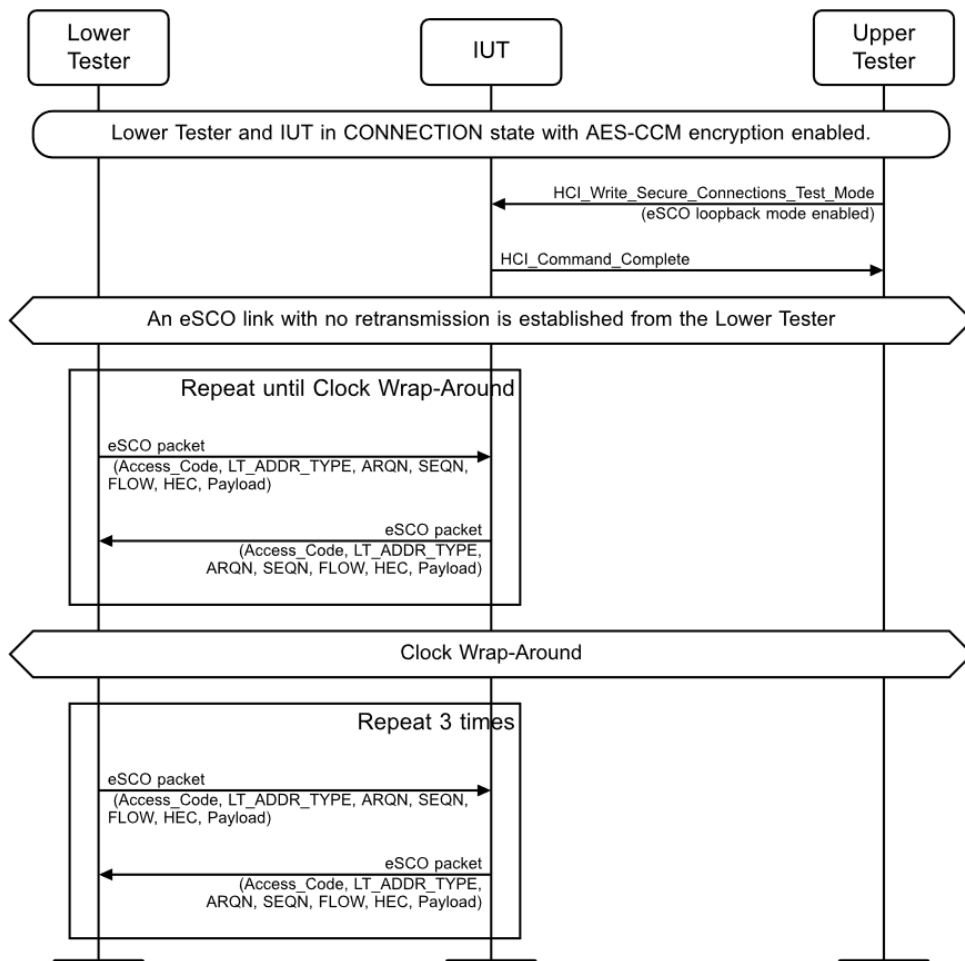 Lower
Tester
IUT
Upper
Tester
Lower Tester and IUT in CONNECTION state with AES-CCM encryption enabled.
HCI_Write_Secure_Connections_Test_Mode
(eSCO loopback mode enabled)
HCI_Command_Complete
An eSCO link with no retransmission is established from the Lower Tester
Repeat until Clock Wrap-Around
eSCO packet
(Access_Code, LT_ADDR_TYPE, ARQN, SEQN,
FLOW, HEC, Payload)
eSCO packet
(Access_Code, LT_ADDR_TYPE,
ARQN, SEQN, FLOW, HEC, Payload)
Clock Wrap-Around
Repeat 3 times
eSCO packet
(Access_Code, LT_ADDR_TYPE, ARQN, SEQN,
FLOW, HEC, Payload)
eSCO packet
(Access_Code, LT_ADDR_TYPE,
ARQN, SEQN, FLOW, HEC, Payload)